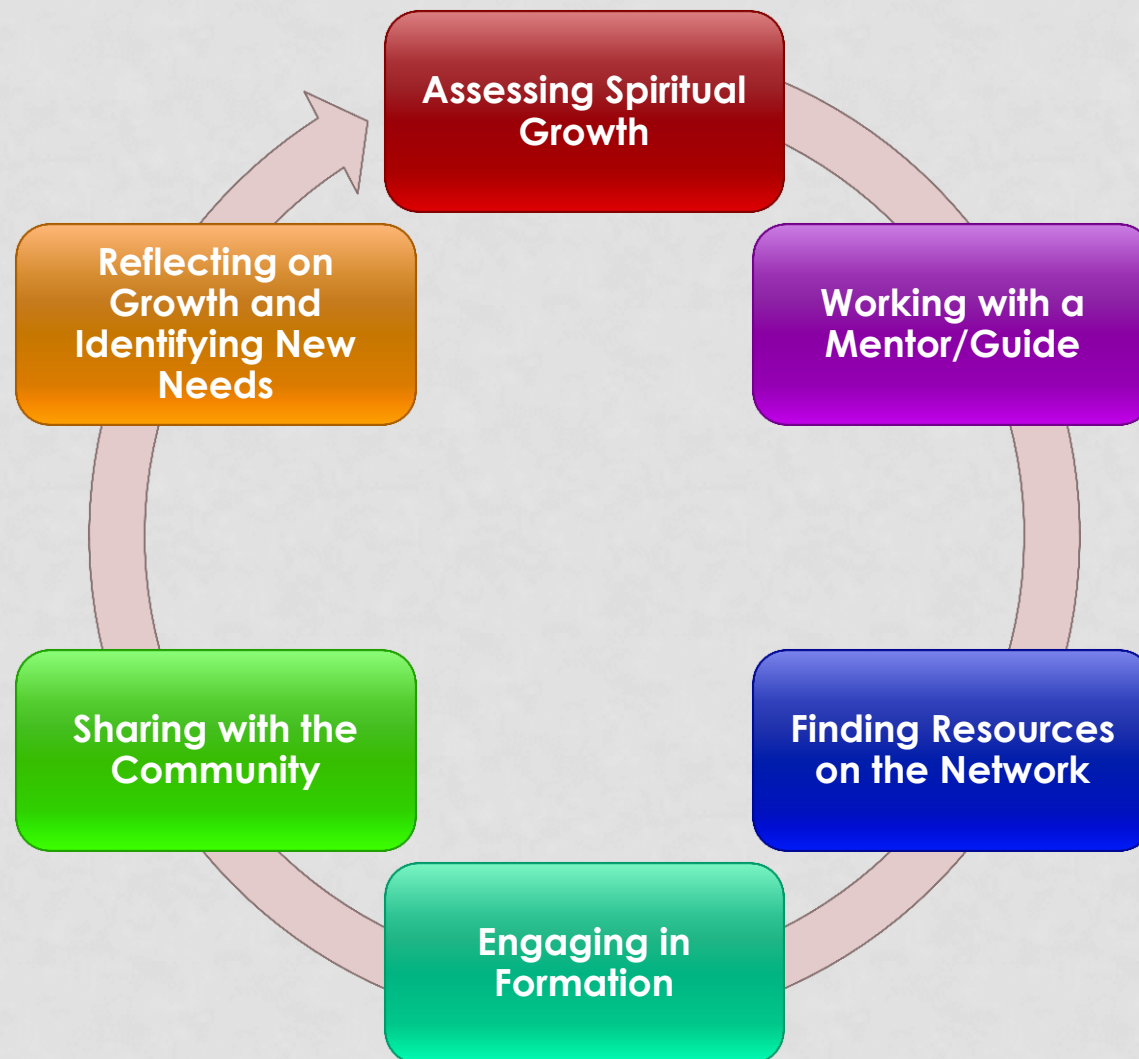 Assessing Spiritual
Growth
Working with a
Mentor/Guide
Finding Resources
on the Network
Engaging in
Formation
Sharing with the
Community
Reflecting on
Growth and
Identifying New
Needs